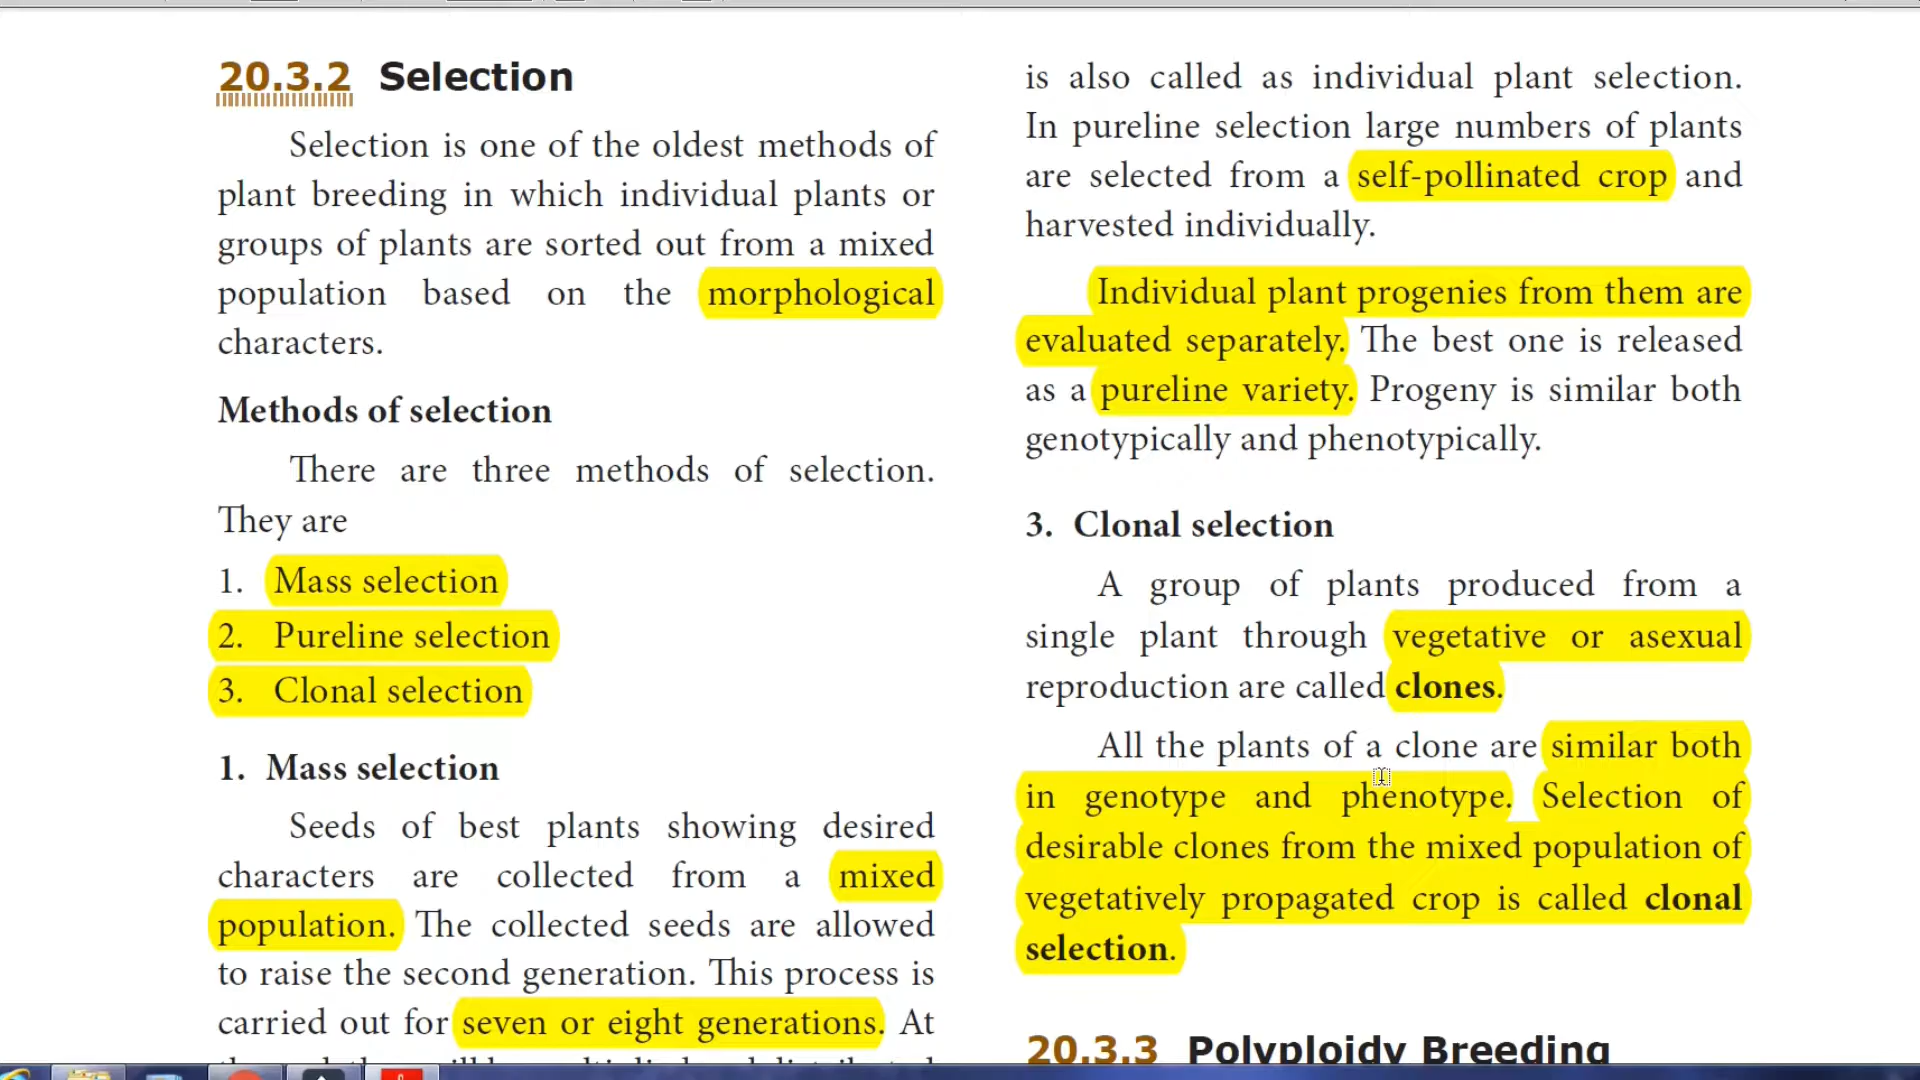 20.3.2 Selection
Selection is one of the oldest methods of
plant breeding in which individual plants or
groups of plants are sorted out from a mixed
population based on the morphological
characters.
Methods of selection
There are three methods of selection.
They are
1. Mass selection
2. Pureline selection
3. Clonal selection
1. Mass selection
Seeds of best plants showing desired
characters are collected from a mixed
population. The collected seeds are allowed
to raise the second generation. This process is
carried out for seven or eight generations. At
is also called as individual plant selection.
In pureline selection large numbers of plants
are selected from a self-pollinated crop and
harvested individually.
Individual plant progenies from them are
evaluated separately. The best one is released
as a pureline variety. Progeny is similar both
genotypically and phenotypically.
3. Clonal selection
A group of plants produced from a
single plant through vegetative or asexual
reproduction are called clones.
All the plants of a clone are similar both
in genotype and phenotype. Selection of
desirable clones from the mixed population of
vegetatively propagated crop is called clonal
selection.
20.3.3 Polyploidy Breeding